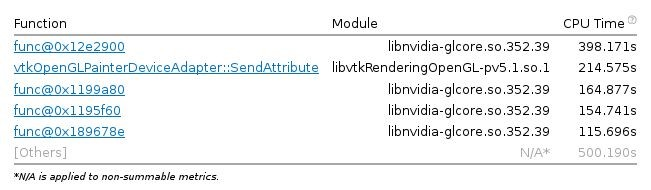 Function Module CPU Time ?
func@0x12e2900 libnvidia-glcore.so.352.39 398.171s
vtkOpenGLPainterDeviceAdapter::SendAttribute libvtkRenderingOpenGL-pv5.1.so.1 214.575s
func@0x1199a80 libnvidia-glcore.so.352.39 164.877s
func@0x1195f60 libnvidia-glcore.so.352.39 154.741s
func@0x189678e libnvidia-glcore.so.352.39 115.696s
[Others] N/A* 500.190s
*N/A is applied to non-summable metrics.